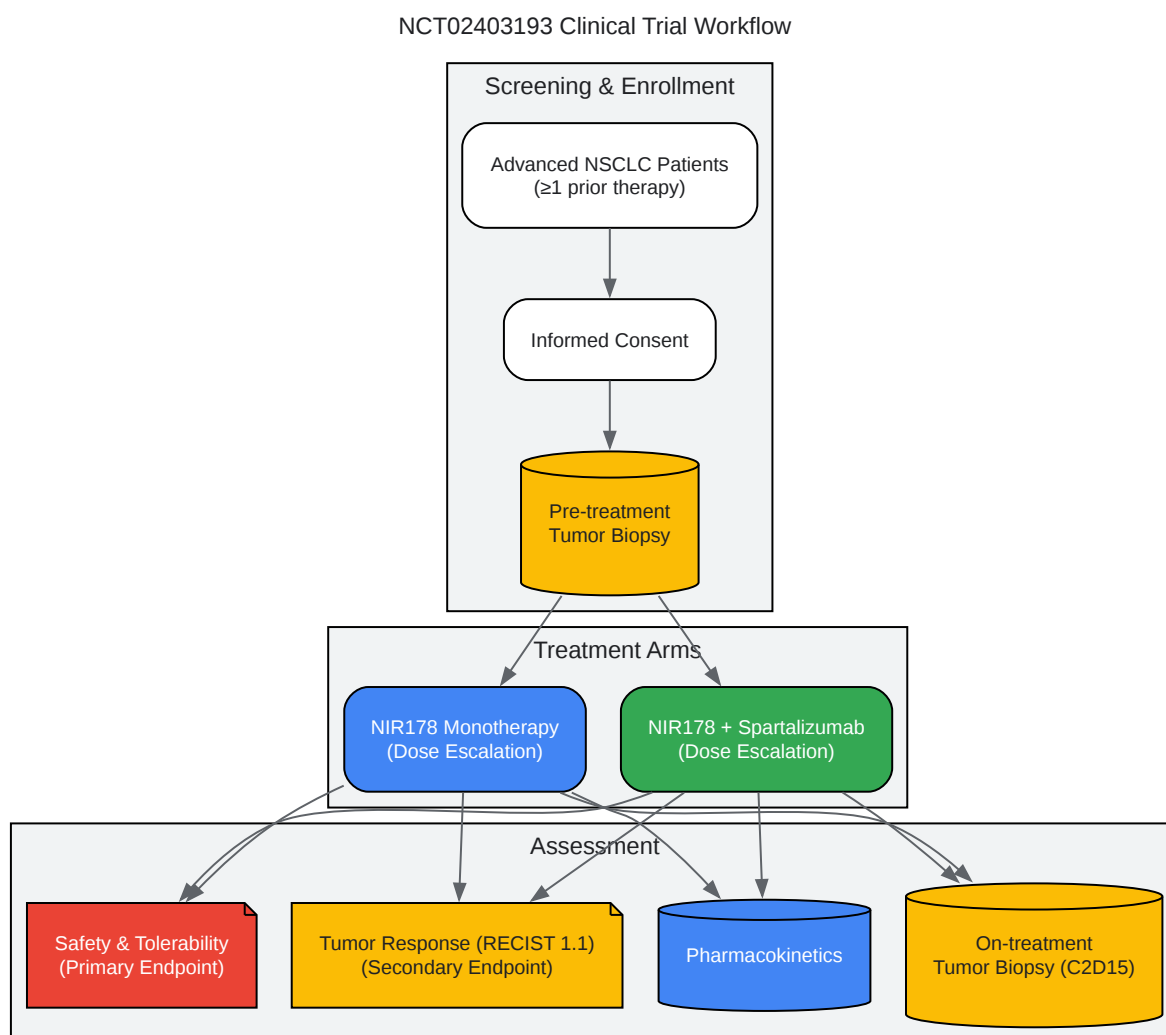 NCT02403193 Clinical Trial Workflow
Screening & Enrollment
Advanced NSCLC Patients
(≥1 prior therapy)
Informed Consent
Pre-treatment
Tumor Biopsy
Treatment Arms
NIR178 Monotherapy
(Dose Escalation)
NIR178 + Spartalizumab
(Dose Escalation)
Assessment
Safety & Tolerability
(Primary Endpoint)
Tumor Response (RECIST 1.1)
(Secondary Endpoint)
Pharmacokinetics
On-treatment
Tumor Biopsy (C2D15)